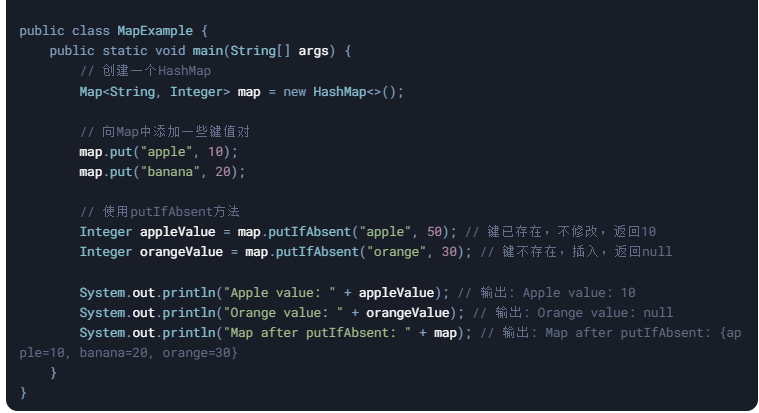 public class MapExample {
    public static void main(String[] args) {
        // 创建一个HashMap
        Map<String, Integer> map = new HashMap<>();
        // 向Map中添加一些键值对
        map.put("apple", 10);
        map.put("banana", 20);
        // 使用putIfAbsent方法
        Integer appleValue = map.putIfAbsent("apple", 50); // 键已存在，不修改，返回10
        Integer orangeValue = map.putIfAbsent("orange", 30); // 键不存在，插入，返回null
        System.out.println("Apple value: " + appleValue); // 输出: Apple value: 10
        System.out.println("Orange value: " + orangeValue); // 输出: Orange value: null
        System.out.println("Map after putIfAbsent: " + map); // 输出: Map after putIfAbsent: {ap
ple=10, banana=20, orange=30}
    }
}